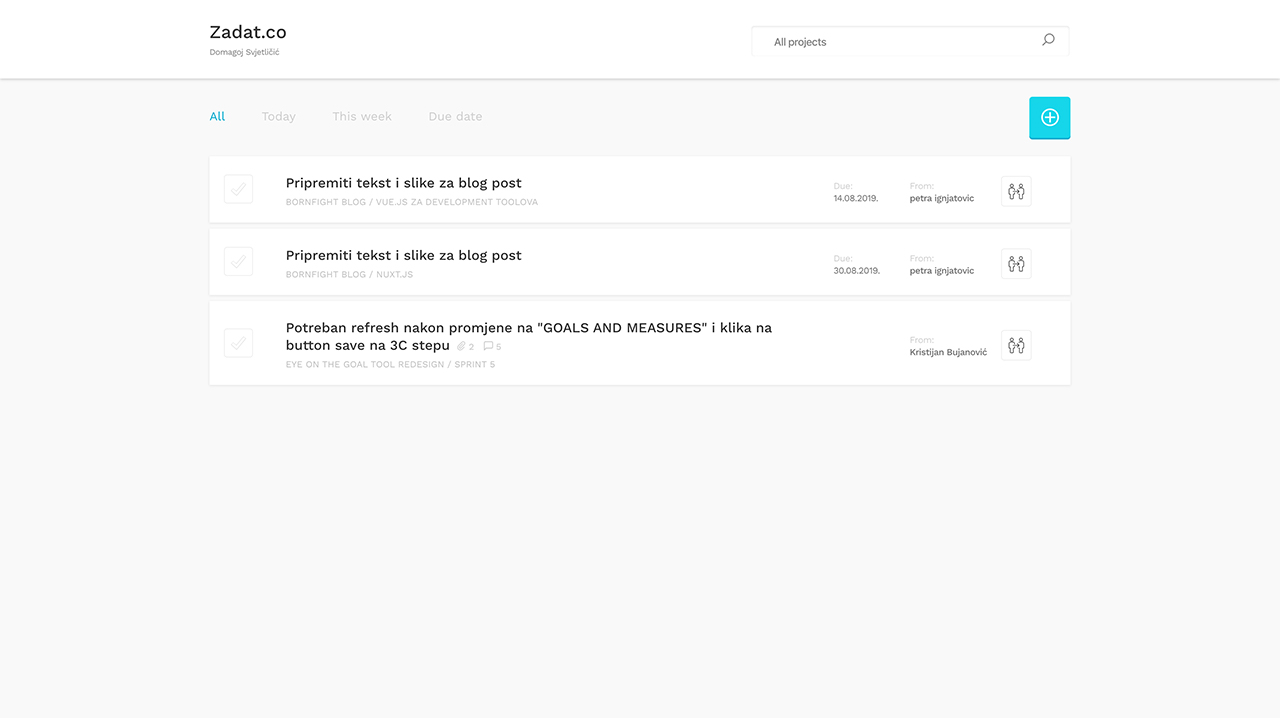 Zadat.co
Domagoj Svjetličić
All projects
All
Today
This week
Due date
Pripremiti tekst i slike za blog post
BORNFIGHT BLOG / VUE.JS ZA DEVELOPMENT TOOLOVA
Due:
14.08.2019.
From:
petra ignjatovic
Pripremiti tekst i slike za blog post
BORNFIGHT BLOG / NUXT.JS
Due:
30.08.2019.
From:
petra ignjatovic
Potreban refresh nakon promjene na "GOALS AND MEASURES" i klika na
button save na 3C stepu 2 5
EYE ON THE GOAL TOOL REDESIGN / SPRINT 5
From:
Kristijan Bujanović